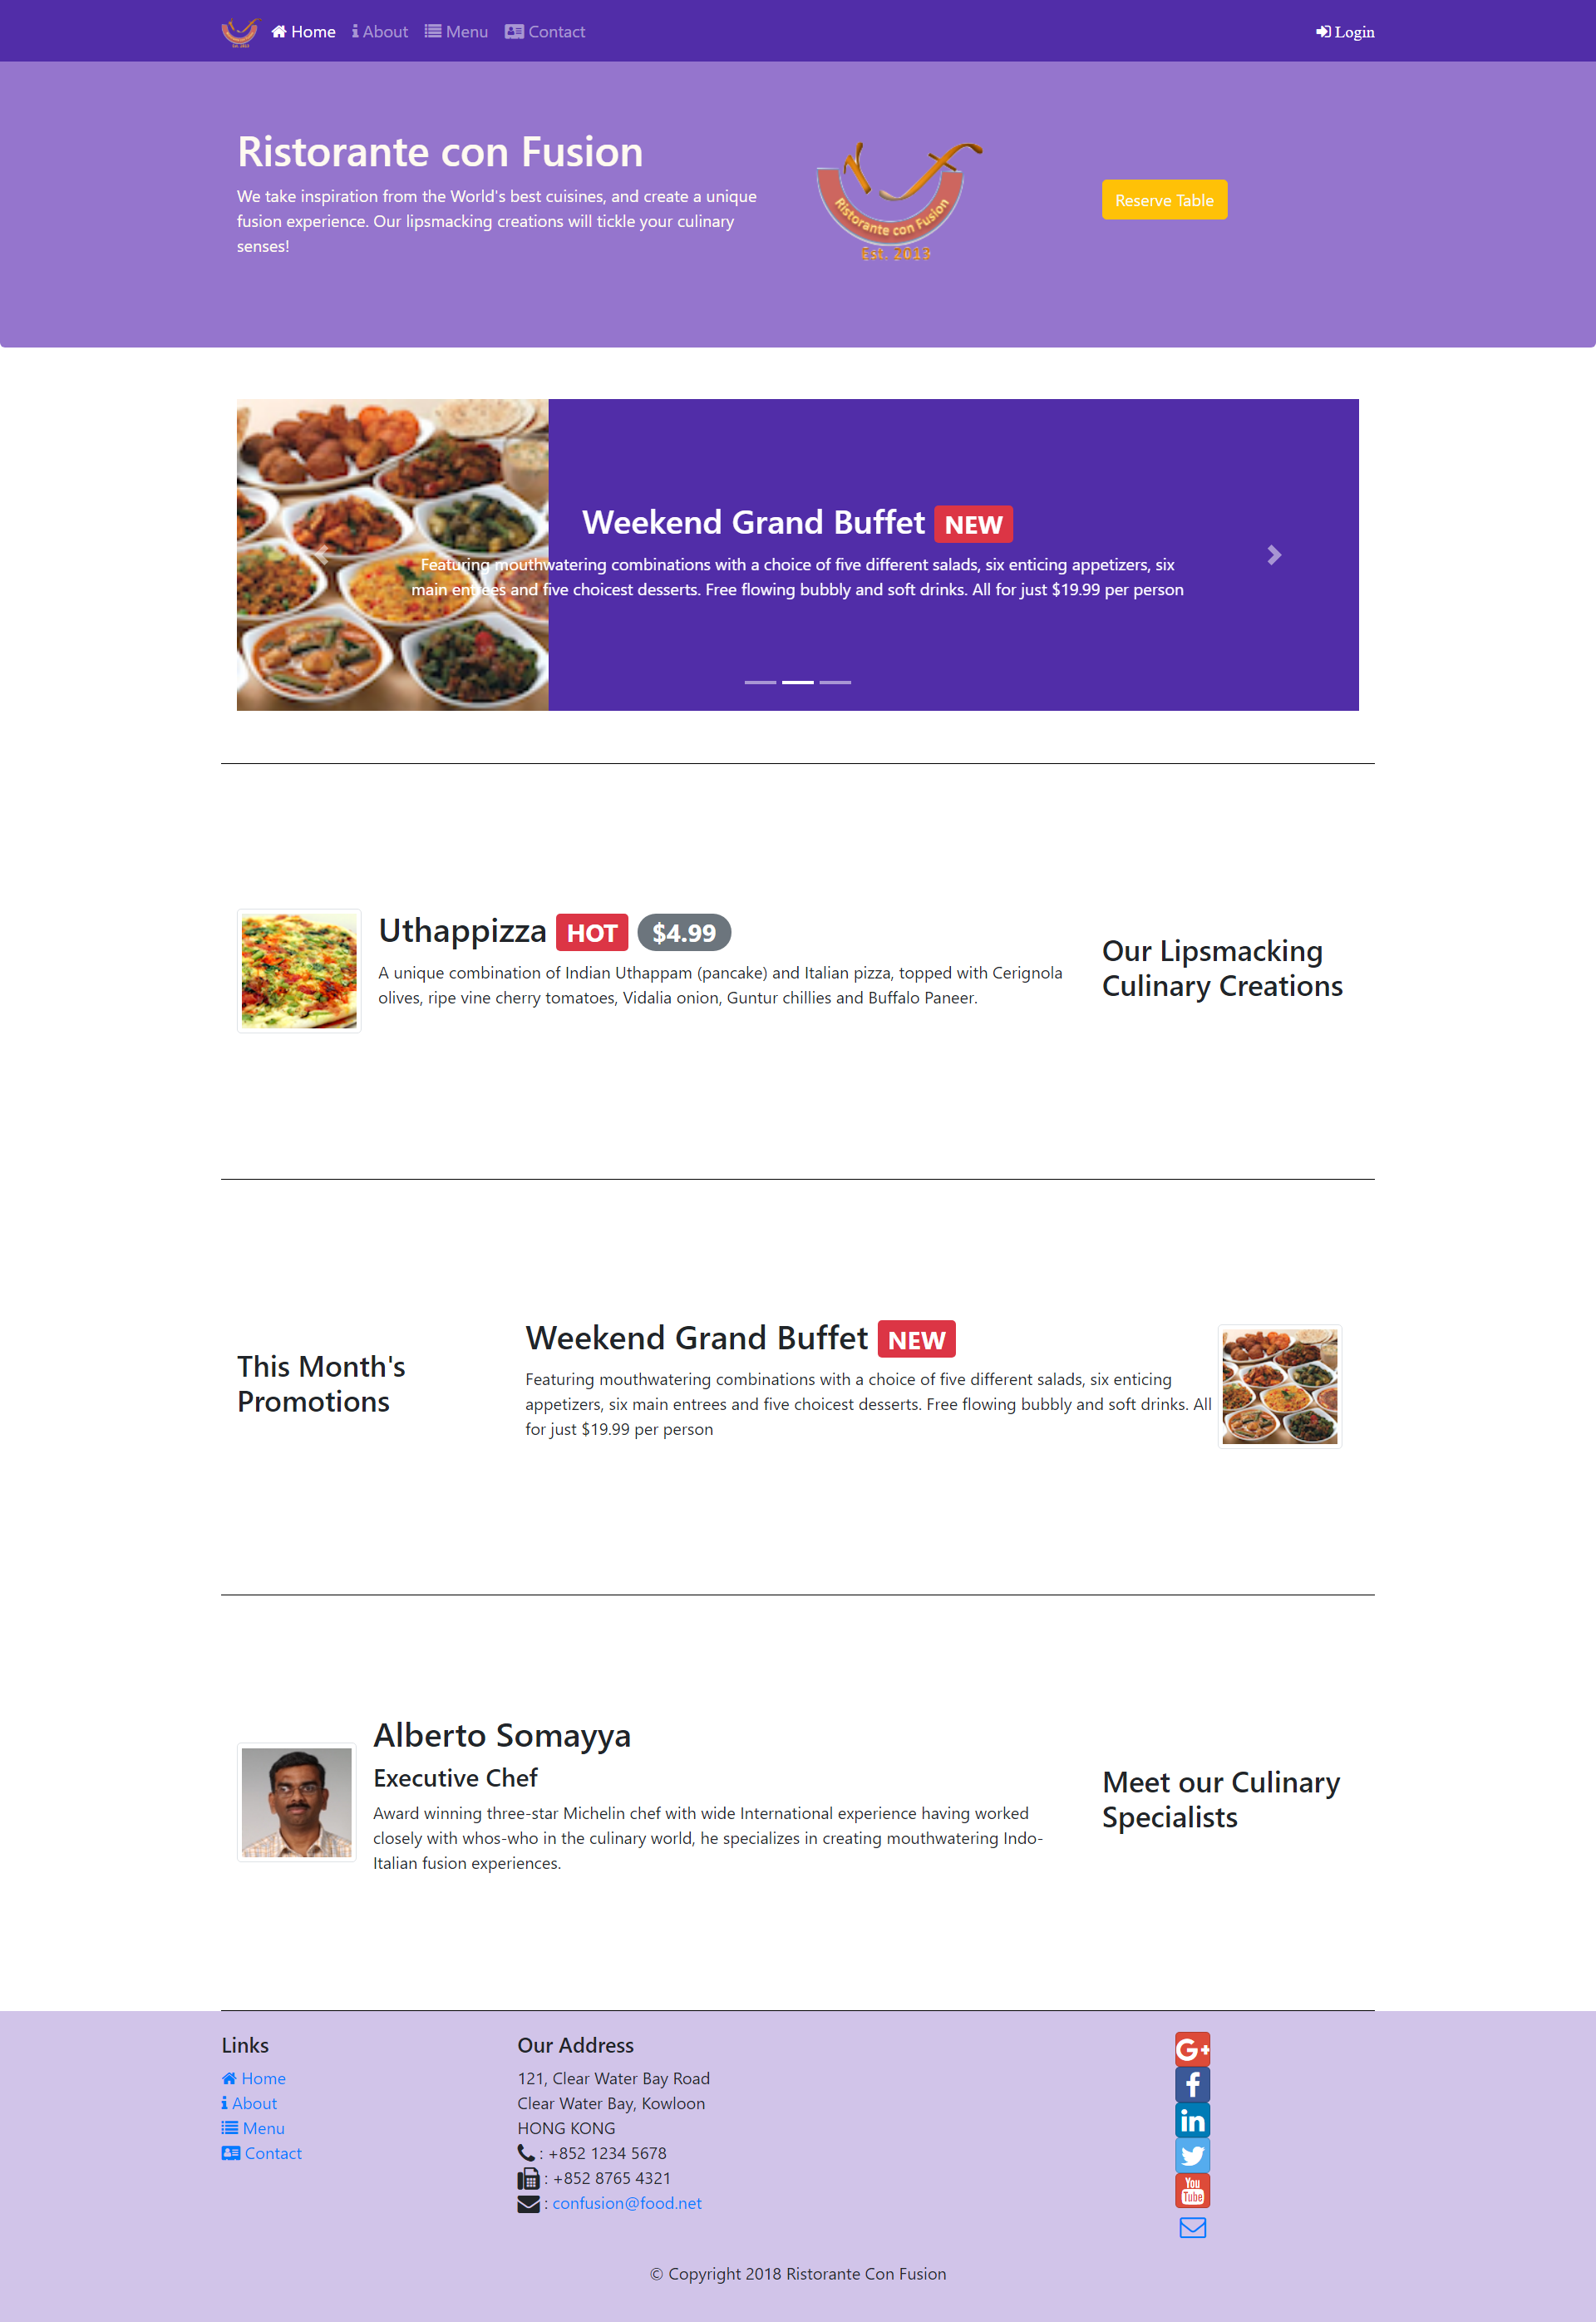 Home About Menu Contact Login
Ristorante con Fusion
We take inspiration from the World's best cuisines, and create a unique
fusion experience. Our lipsmacking creations will tickle your culinary
senses!
Ristorante con Fusion
Est. 2013
Reserve Table
Weekend Grand Buffet NEW
Featuring mouthwatering combinations with a choice of five different salads, six enticing appetizers, six
main entrees and five choicest desserts. Free flowing bubbly and soft drinks. All for just $19.99 per person
Uthappizza HOT $4.99
A unique combination of Indian Uthappam (pancake) and Italian pizza, topped with Cerignola
olives, ripe vine cherry tomatoes, Vidalia onion, Guntur chillies and Buffalo Paneer.
Our Lipsmacking
Culinary Creations
This Month's
Promotions
Weekend Grand Buffet NEW
Featuring mouthwatering combinations with a choice of five different salads, six enticing
appetizers, six main entrees and five choicest desserts. Free flowing bubbly and soft drinks. All
for just $19.99 per person
Alberto Somayya
Executive Chef
Award winning three-star Michelin chef with wide International experience having worked
closely with whos-who in the culinary world, he specializes in creating mouthwatering Indo-
Italian fusion experiences.
Meet our Culinary
Specialists
Links
Home
About
Menu
Contact
Our Address
121, Clear Water Bay Road
Clear Water Bay, Kowloon
HONG KONG
: +852 1234 5678
: +852 8765 4321
: confusion@food.net
G+
f
in
You
Tube
© Copyright 2018 Ristorante Con Fusion